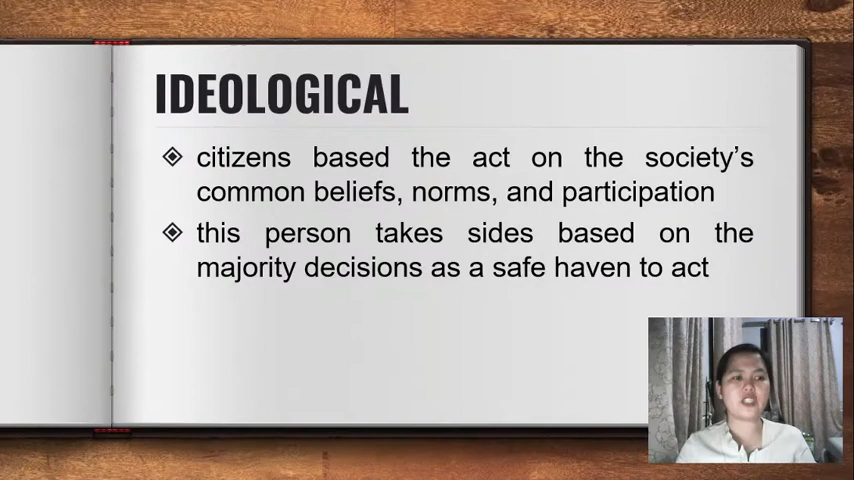 IDEOLOGICAL
citizens based the act on the society's
common beliefs, norms, and participation
this person takes sides based on the
majority decisions as a safe haven to act